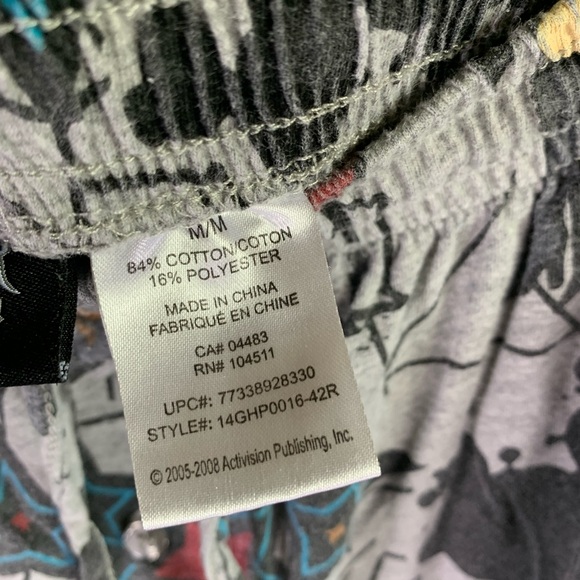 M/M
84% COTTON/COTON
16% POLYESTER
MADE IN CHINA
FABRIQUÉ EN CHINE
CA# 04483
RN# 104511
UPC#: 77338928330
STYLE#: 14GHP0016-42R
© 2005-2008 Activision Publishing, Inc.